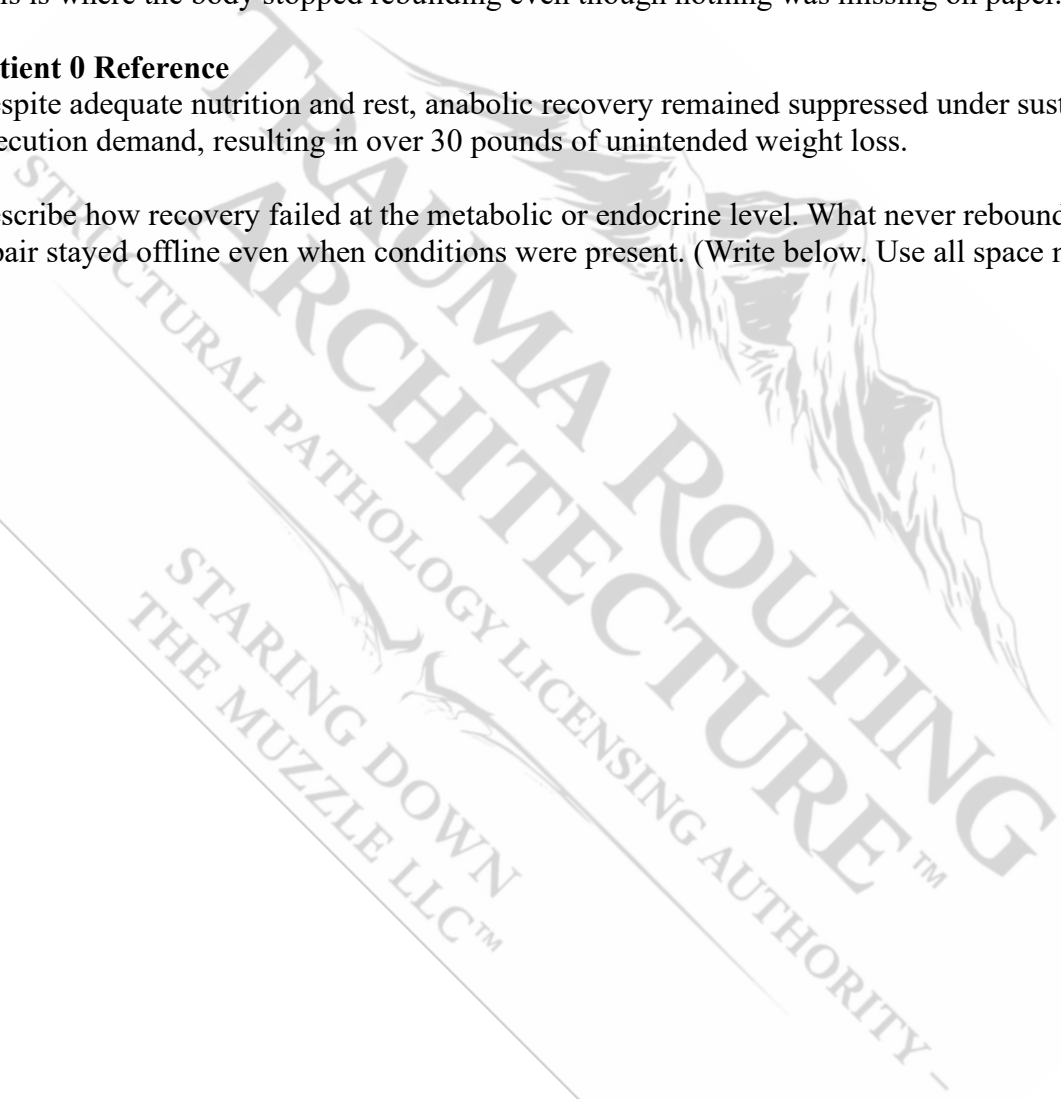 is is where the body stopped rebounding even though nothing was missing on paper.
tient 0 Reference
spite adequate nutrition and rest, anabolic recovery remained suppressed under sust
ecution demand, resulting in over 30 pounds of unintended weight loss.
escribe how recovery failed at the metabolic or endocrine level. What never rebound
pair stayed offline even when conditions were present. (Write below. Use all space n
TRAUMA ROUTING
ARCHITECTURE™
STRUCTURAL PATHOLOGY LICENSING AUTHORITY –
STARING DOWN
THE MUZZLE LLC™